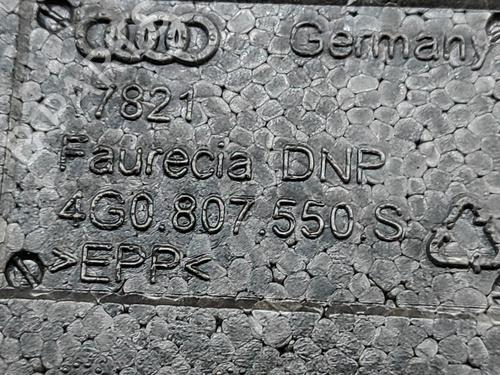 Germany
7821
Faurecia DNP
4G0.807.550.S
>EPP<